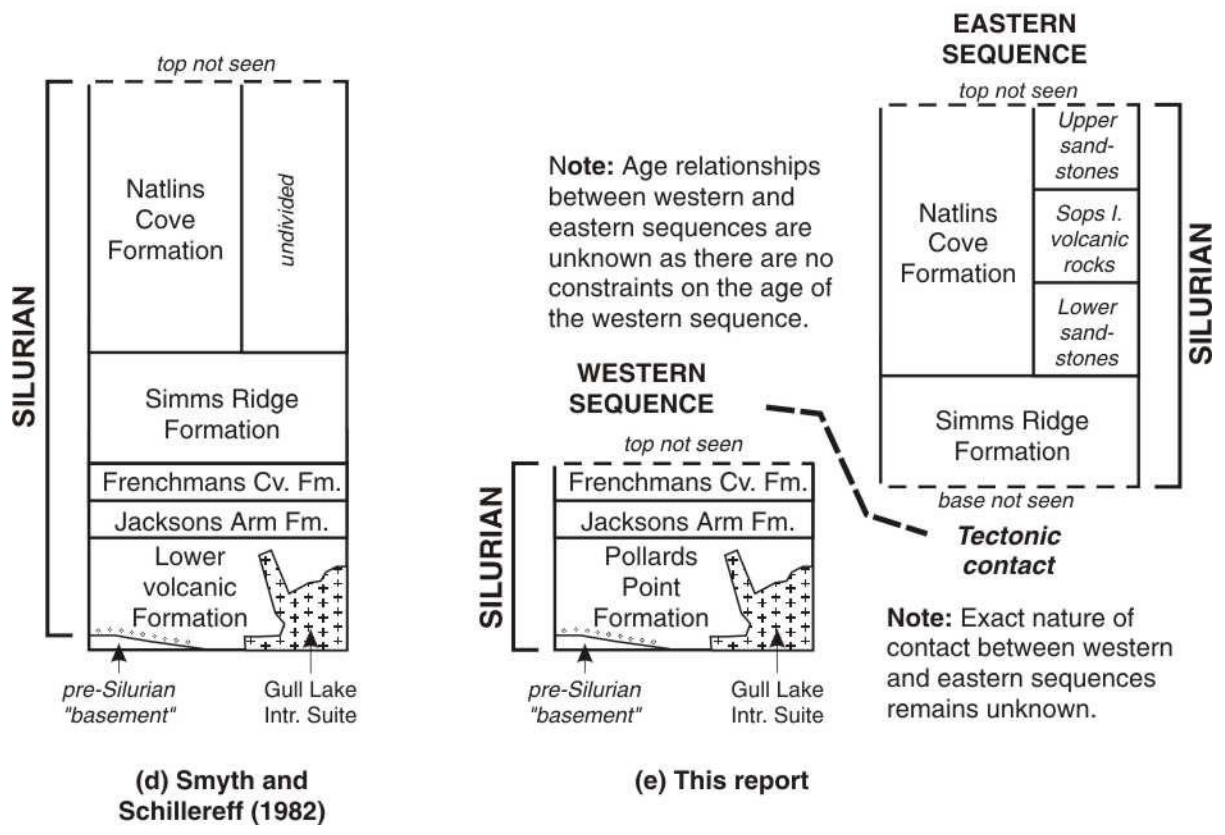 top not seen
SILURIAN
Natlins
Cove
Formation
undivided
Simms Ridge
Formation
Frenchmans Cv. Fm.
Jacksons Arm Fm.
Lower
volcanic
Formation
pre-Silurian
"basement"
Gull Lake
Intr. Suite
(d) Smyth and
Schillereff (1982)
Note: Age relationships
between western and
eastern sequences are
unknown as there are no
constraints on the age of
the western sequence.
WESTERN
SEQUENCE
top not seen
SILURIAN
Frenchmans Cv. Fm.
Jacksons Arm Fm.
Pollards
Point
Formation
pre-Silurian
"basement"
Gull Lake
Intr. Suite
(e) This report
EASTERN
SEQUENCE
top not seen
Natlins
Cove
Formation
Upper
sand-
stones
Sops I.
volcanic
rocks
Lower
sand-
stones
SILURIAN
Simms Ridge
Formation
base not seen
Tectonic
contact
Note: Exact nature of
contact between western
and eastern sequences
remains unknown.